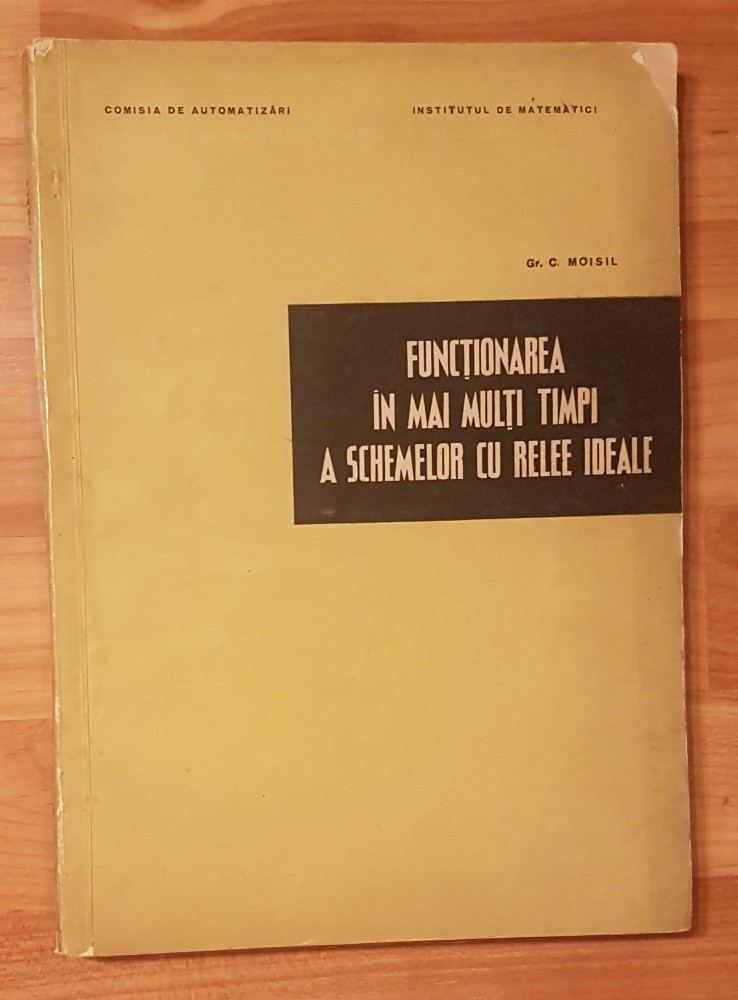 COMISIA DE AUTOMATIZĂRI
INSTITUTUL DE MATEMATICI
Gr. C. MOISIL
FUNCȚIONAREA
ÎN MAI MULȚI TIMPI
A SCHEMELOR CU RELEE IDEALE